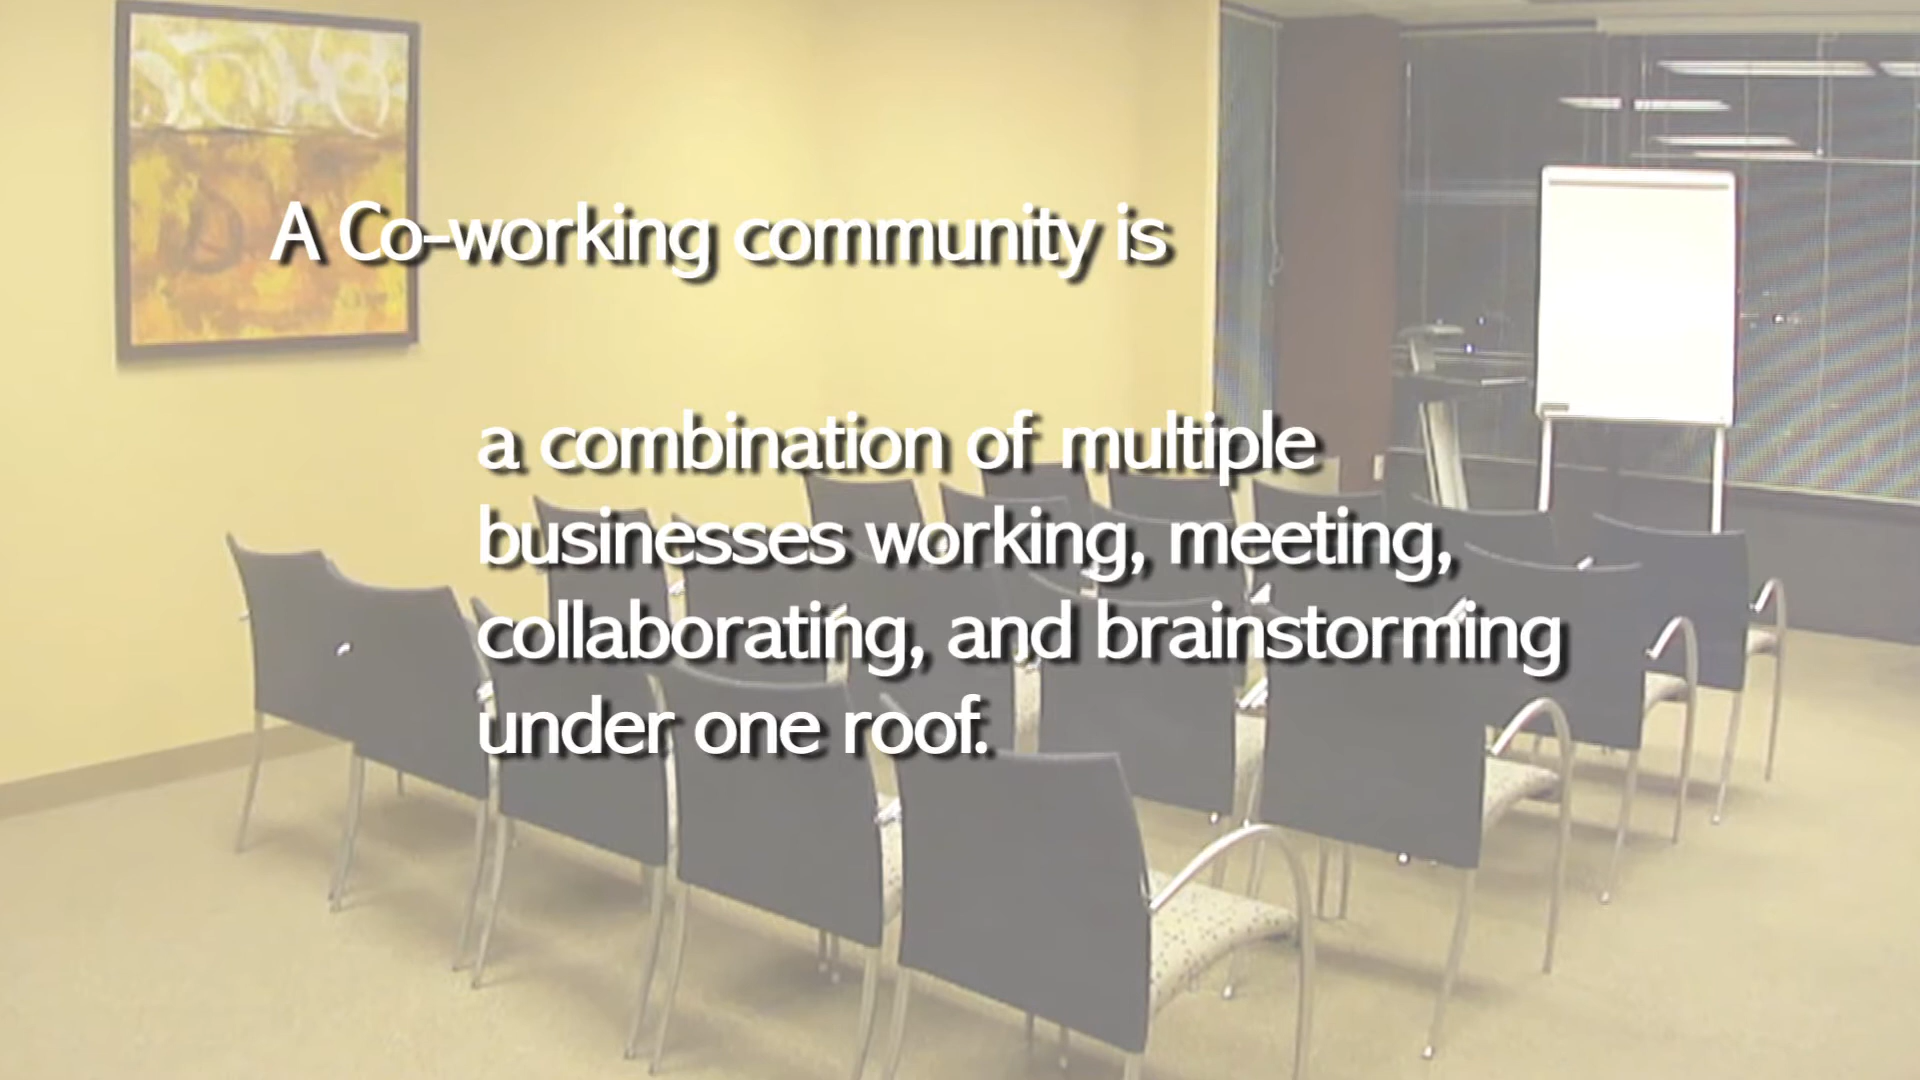 A Co-working community is
a combination of multiple
businesses working, meeting,
collaborating, and brainstorming
under one roof.